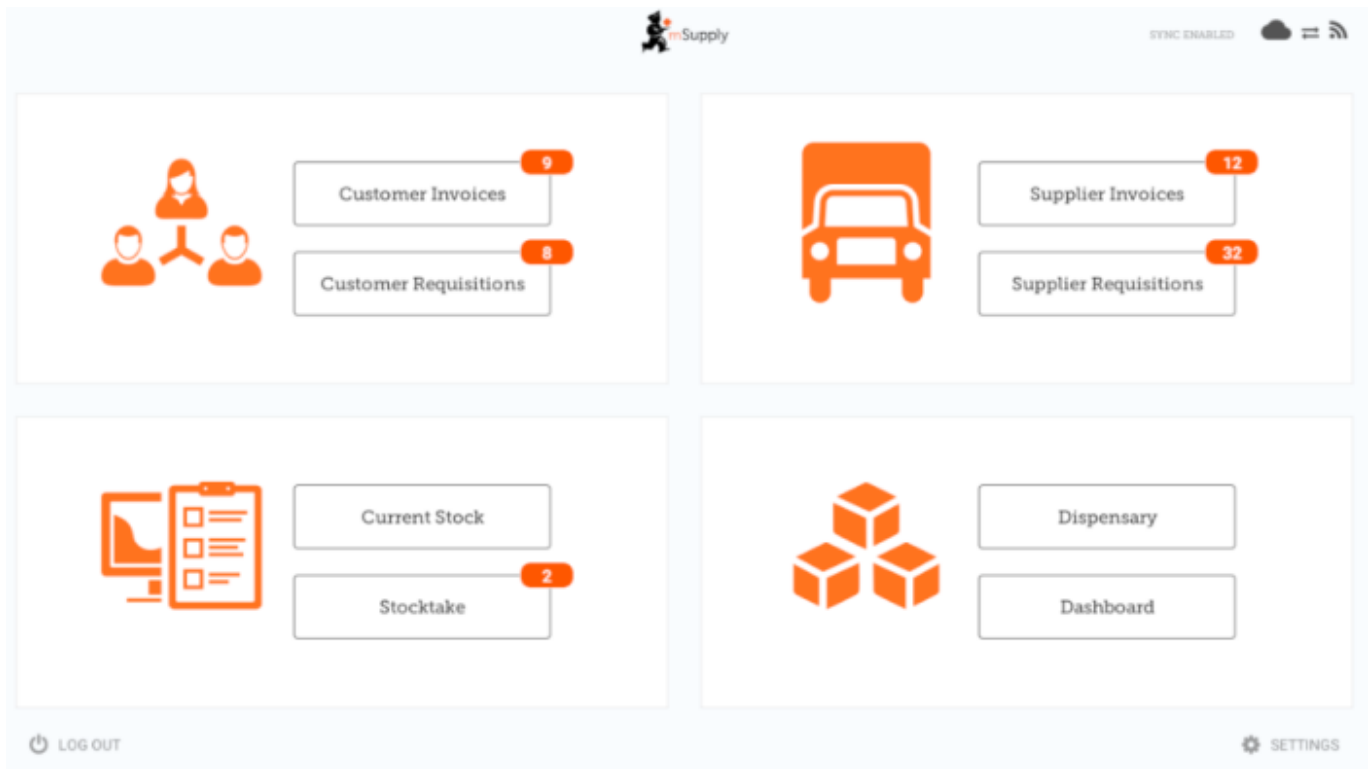 mSupply
SYNC ENABLED
9
Customer Invoices
8
Customer Requisitions
12
Supplier Invoices
32
Supplier Requisitions
Current Stock
2
Stocktake
Dispensary
Dashboard
LOG OUT
SETTINGS